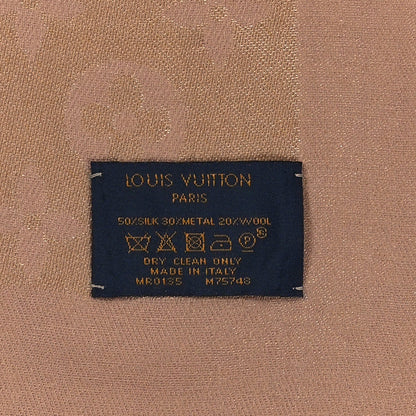 LOUIS VUITTON
PARIS
50%SILK 30%METAL 20%WOOL
P
DRY CLEAN ONLY
MADE IN ITALY
MR0135 M75748